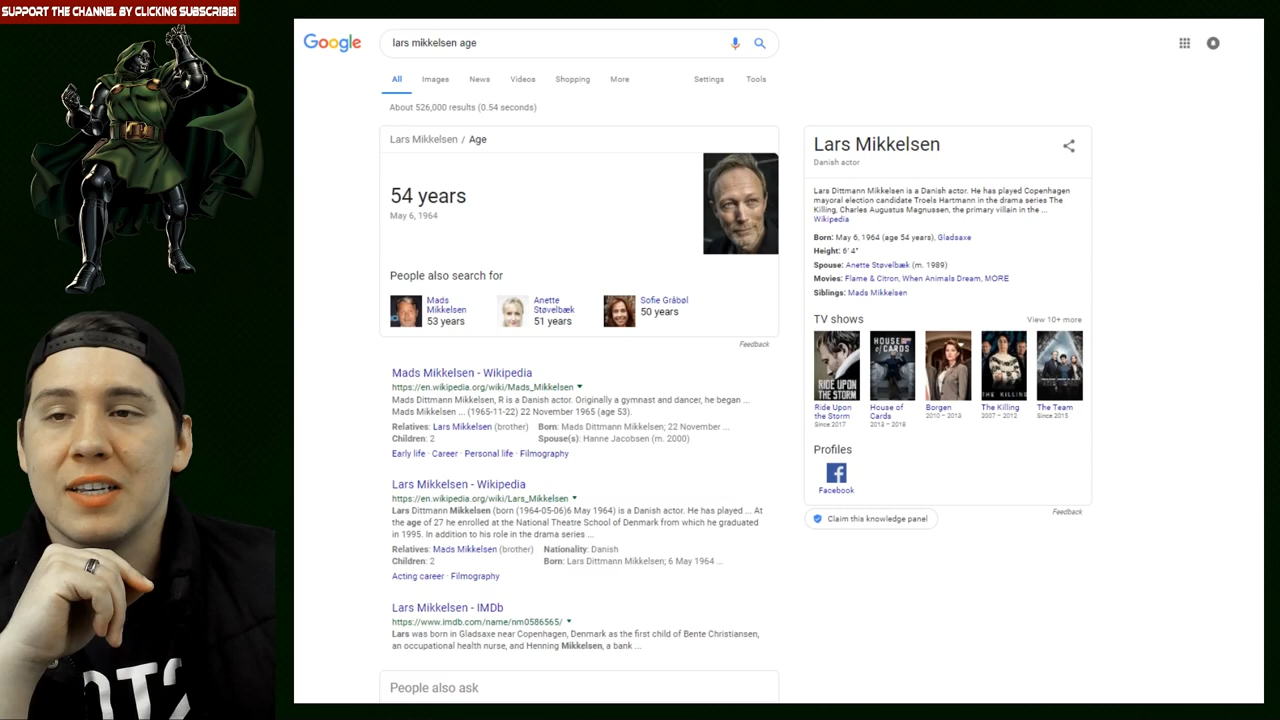 SUPPORT THE CHANNEL BY CLICKING SUBSCRIBE!
Google
lars mikkelsen age
All Images News Videos Shopping More Settings Tools
About 526,000 results (0.54 seconds)
Lars Mikkelsen / Age
54 years
May 6, 1964
People also search for
Mads
Mikkelsen
53 years
Anette
Støvelbæk
51 years
Sofie Gråbøl
50 years
Feedback
Mads Mikkelsen - Wikipedia
https://en.wikipedia.org/wiki/Mads_Mikkelsen
Mads Dittmann Mikkelsen, R is a Danish actor. Originally a gymnast and dancer, he began ...
Mads Mikkelsen ... (1965-11-22) 22 November 1965 (age 53).
Relatives: Lars Mikkelsen (brother) Born: Mads Dittmann Mikkelsen; 22 November ...
Children: 2 Spouse(s): Hanne Jacobsen (m. 2000)
Early life · Career · Personal life · Filmography
Lars Mikkelsen - Wikipedia
https://en.wikipedia.org/wiki/Lars_Mikkelsen
Lars Dittmann Mikkelsen (born (1964-05-06)6 May 1964) is a Danish actor. He has played ... At
the age of 27 he enrolled at the National Theatre School of Denmark from which he graduated
in 1995. In addition to his role in the drama series ...
Relatives: Mads Mikkelsen (brother) Nationality: Danish
Children: 2 Born: Lars Dittmann Mikkelsen; 6 May 1964 ...
Acting career · Filmography
Lars Mikkelsen - IMDb
https://www.imdb.com/name/nm0586565/
Lars was born in Gladsaxe near Copenhagen, Denmark as the first child of Bente Christiansen,
an occupational health nurse, and Henning Mikkelsen, a bank ...
People also ask
Lars Mikkelsen
Danish actor
Lars Dittmann Mikkelsen is a Danish actor. He has played Copenhagen
mayoral election candidate Troels Hartmann in the drama series The
Killing, Charles Augustus Magnussen, the primary villain in the ...
Wikipedia
Born: May 6, 1964 (age 54 years), Gladsaxe
Height: 6′ 4″
Spouse: Anette Støvelbæk (m. 1989)
Movies: Flame & Citron, When Animals Dream, MORE
Siblings: Mads Mikkelsen
TV shows
View 10+ more
RIDE UPON
THE STORM
HOUSE of
CARDS
THE KILLING
Ride Upon
the Storm
Since 2017
House of
Cards
2013 – 2018
Borgen
2010 – 2013
The Killing
2007 – 2012
The Team
Since 2015
Profiles
Facebook
Claim this knowledge panel
Feedback